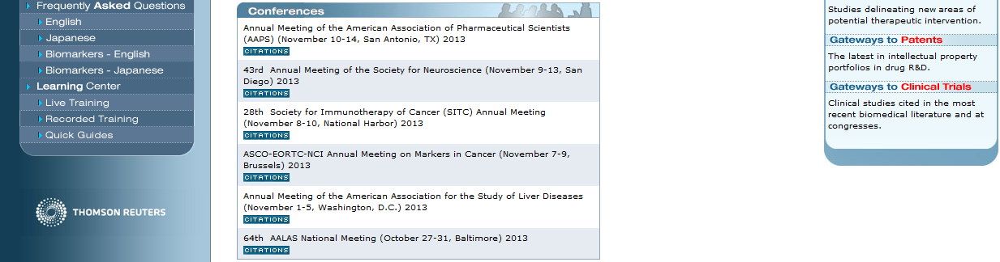 Frequently Asked Questions
English
Japanese
Biomarkers - English
Biomarkers - Japanese
Learning Center
Live Training
Recorded Training
Quick Guides
THOMSON REUTERS
Conferences
Annual Meeting of the American Association of Pharmaceutical Scientists
(AAPS) (November 10-14, San Antonio, TX) 2013
CITATIONS
43rd Annual Meeting of the Society for Neuroscience (November 9-13, San
Diego) 2013
CITATIONS
28th Society for Immunotherapy of Cancer (SITC) Annual Meeting
(November 8-10, National Harbor) 2013
CITATIONS
ASCO-EORTC-NCI Annual Meeting on Markers in Cancer (November 7-9,
Brussels) 2013
CITATIONS
Annual Meeting of the American Association for the Study of Liver Diseases
(November 1-5, Washington, D.C.) 2013
CITATIONS
64th AALAS National Meeting (October 27-31, Baltimore) 2013
CITATIONS
Studies delineating new areas of
potential therapeutic intervention.
Gateways to Patents
The latest in intellectual property
portfolios in drug R&D.
Gateways to Clinical Trials
Clinical studies cited in the most
recent biomedical literature and at
congresses.